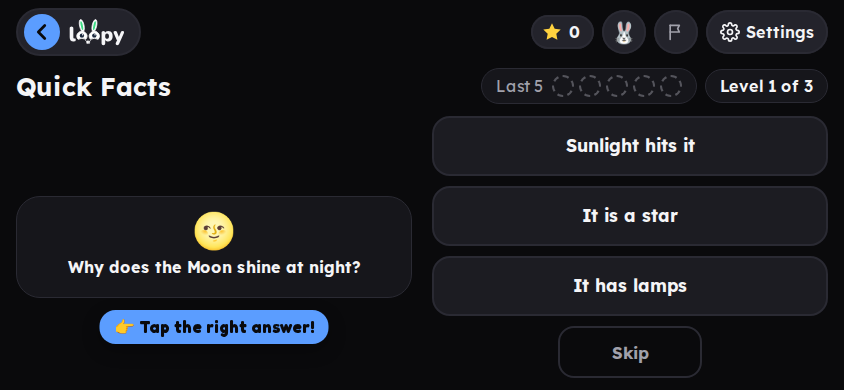 loopy
0
Settings
Quick Facts
Last 5
Level 1 of 3
Why does the Moon shine at night?
Tap the right answer!
Sunlight hits it
It is a star
It has lamps
Skip